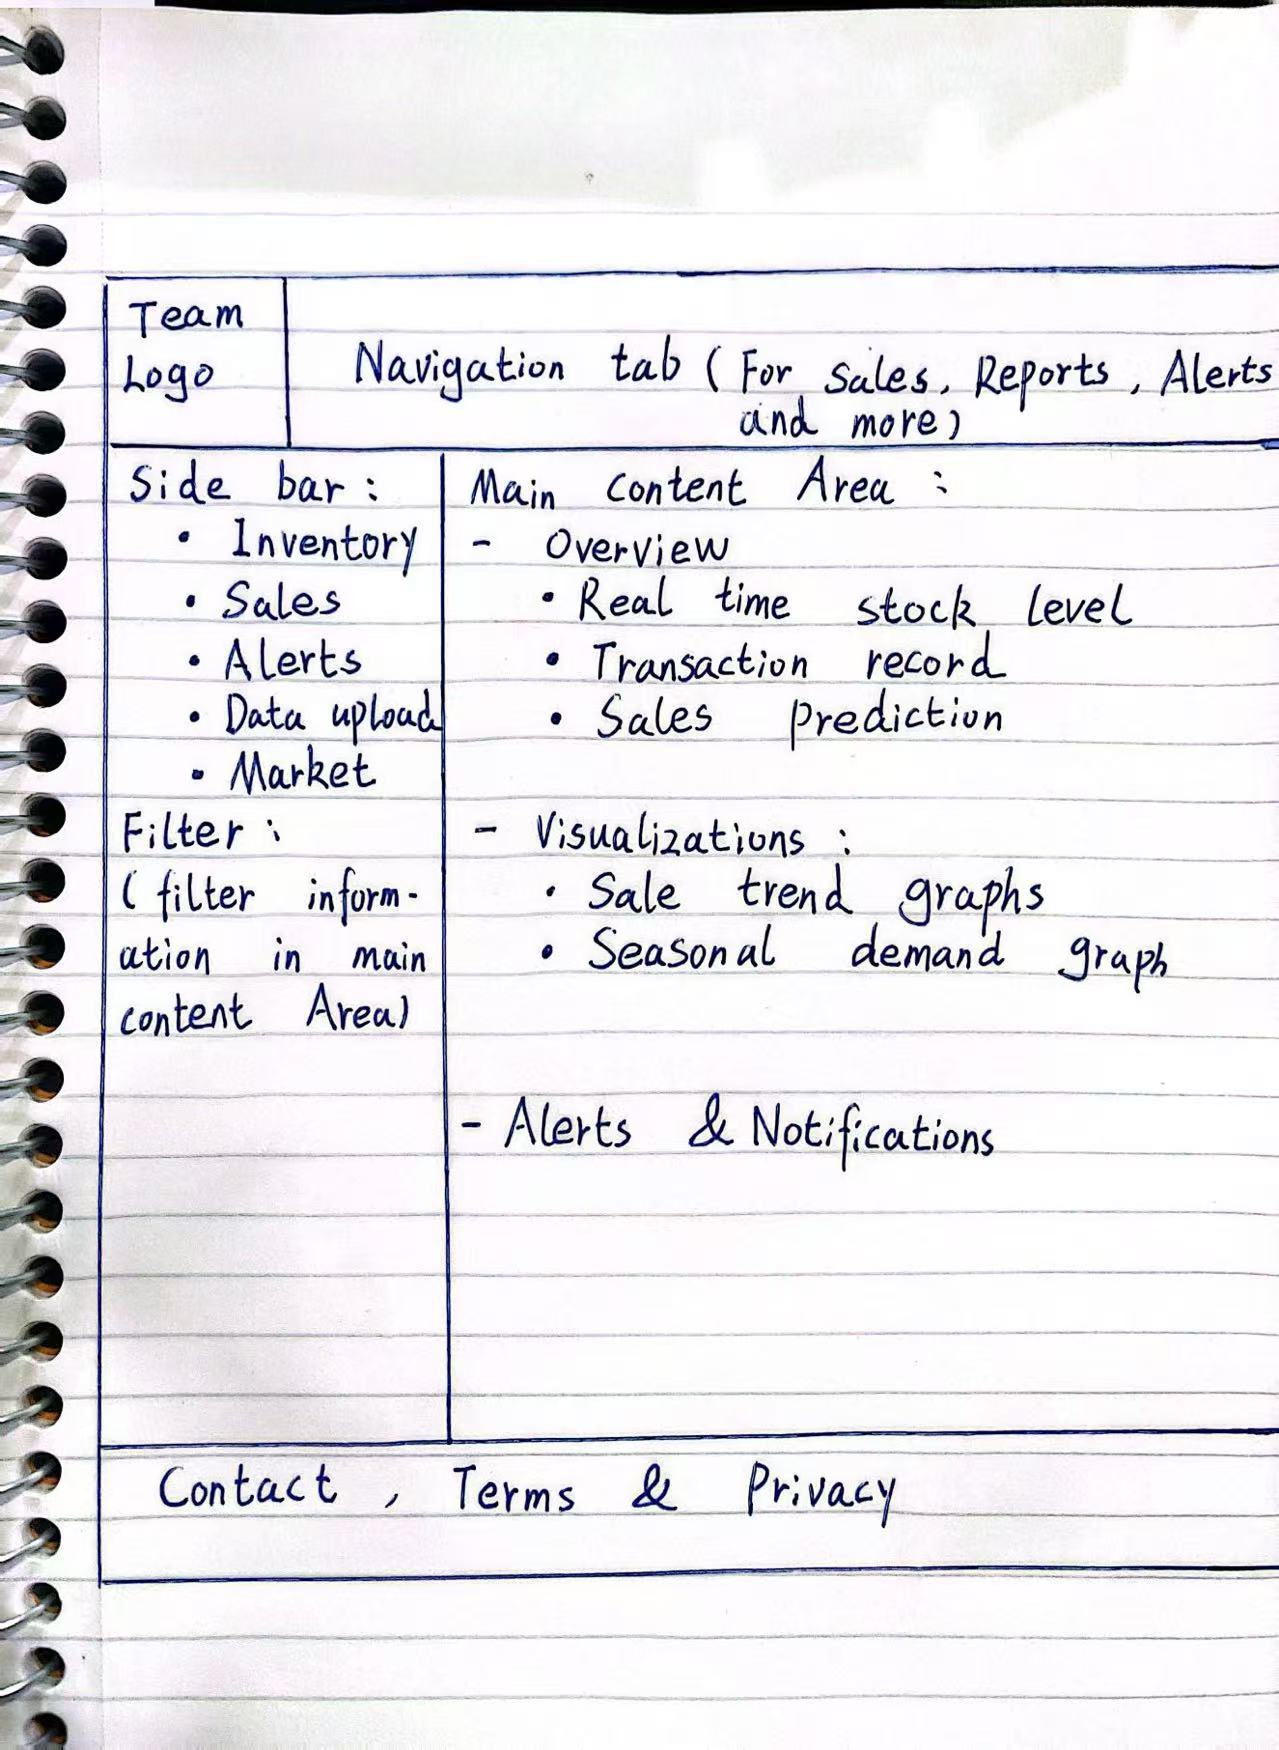 Team
Logo
Navigation tab (For Sales, Reports, Alerts
and more)
Side bar:
• Inventory
• Sales
• Alerts
• Data upload
• Market
Filter:
(filter inform-
ation in main
content Area)
Main content Area:
- Overview
• Real time stock level
• Transaction record
• Sales prediction
- Visualizations:
• Sale trend graphs
• Seasonal demand graph
- Alerts & Notifications
Contact, Terms & Privacy